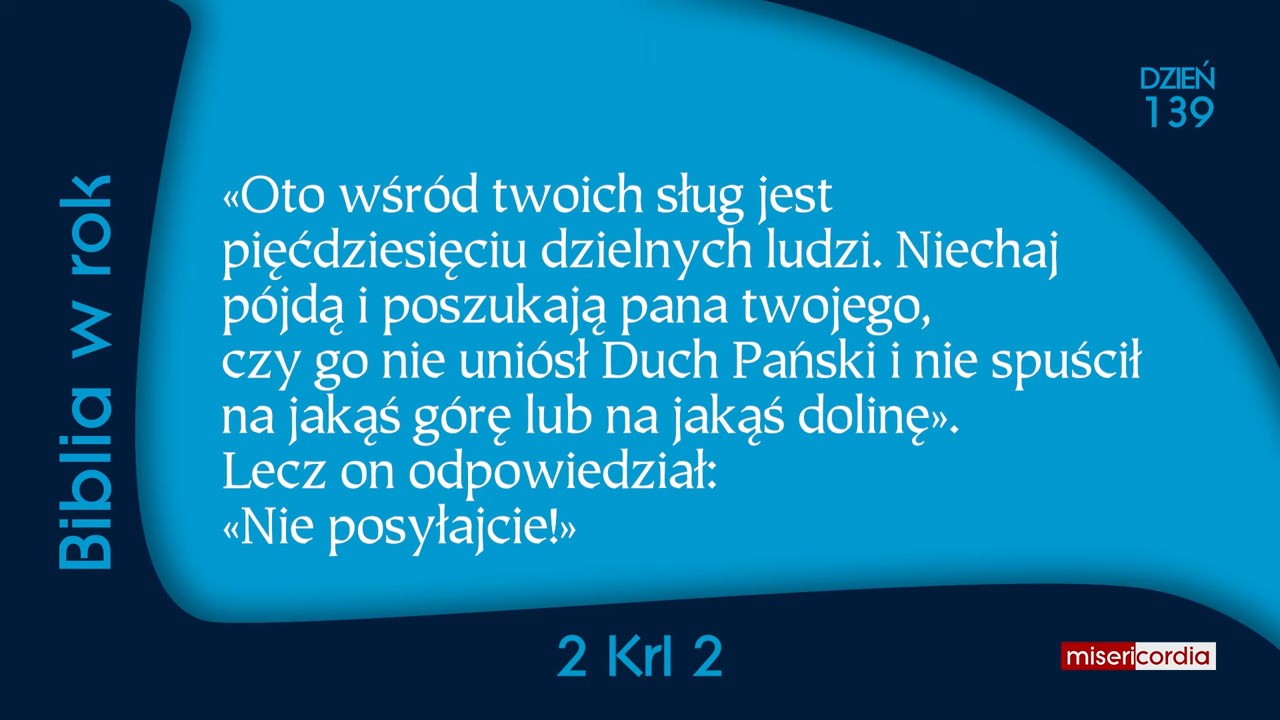 DZIEŃ
139
Biblia w rok
«Oto wśród twoich sług jest
pięćdziesięciu dzielnych ludzi. Niechaj
pójdą i poszukają pana twojego,
czy go nie uniósł Duch Pański i nie spuścił
na jakąś górę lub na jakąś dolinę».
Lecz on odpowiedział:
«Nie posyłajcie!»
2 Krl 2
misericordia